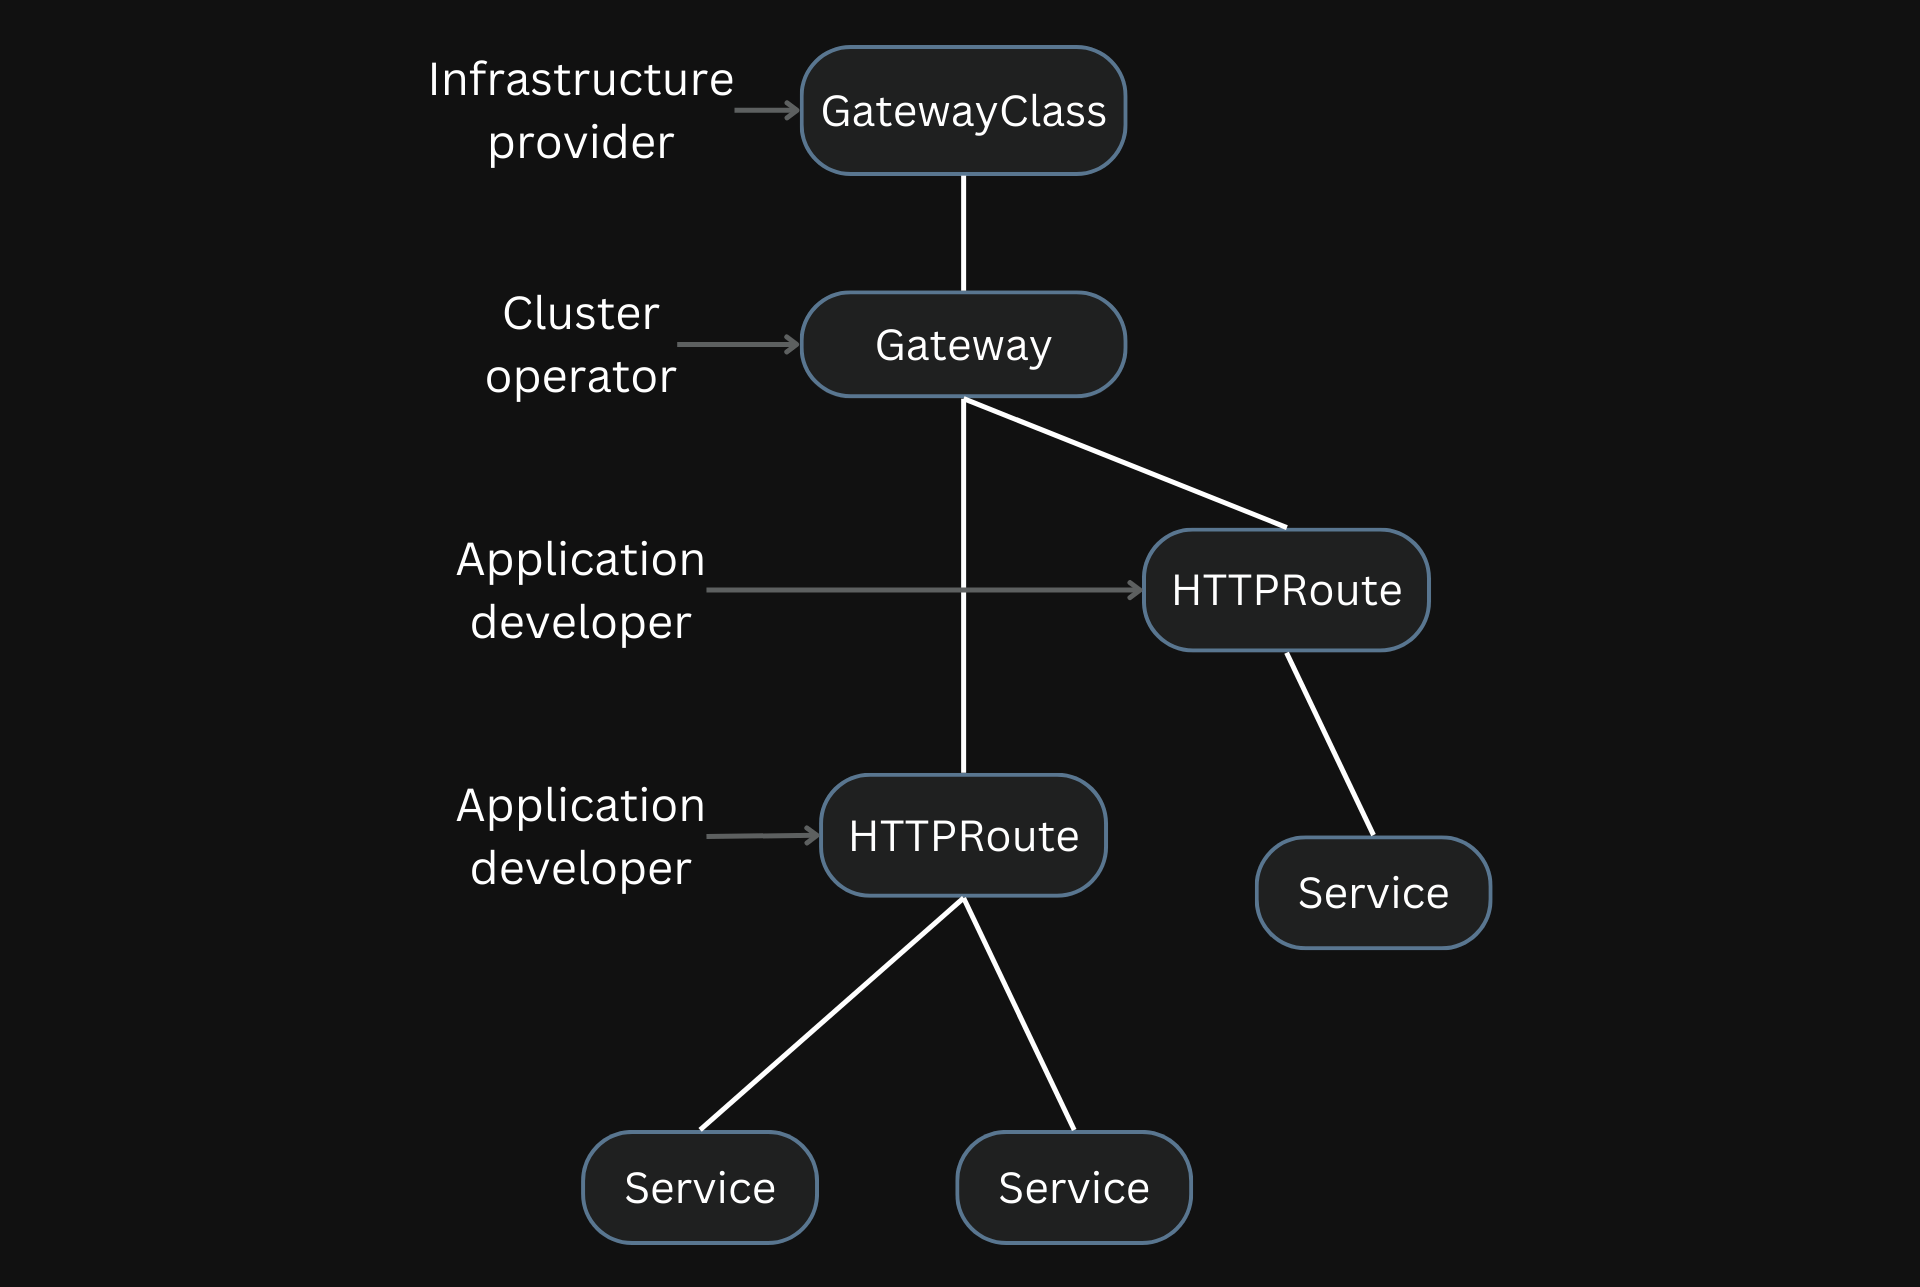 Infrastructure
provider
GatewayClass
Cluster
operator
Gateway
Application
developer
HTTPRoute
Application
developer
HTTPRoute
Service
Service
Service